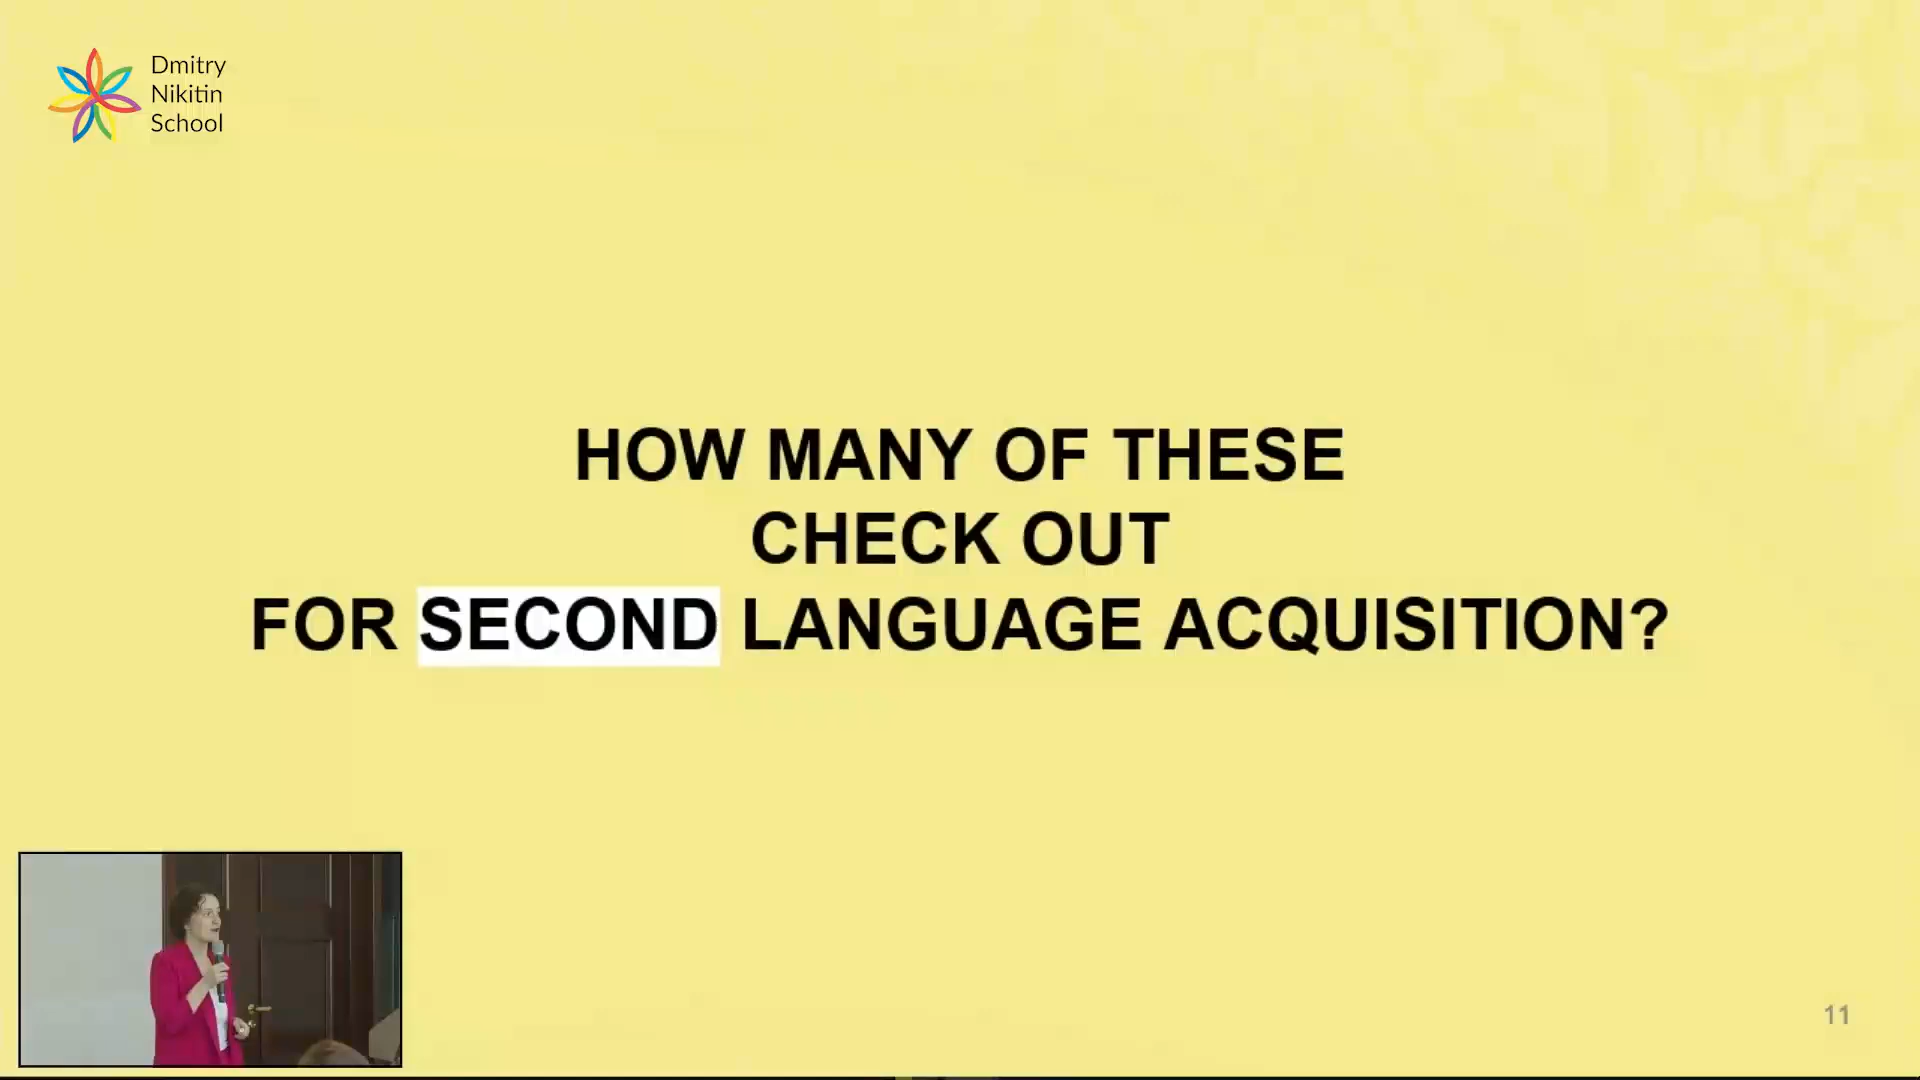 Dmitry
Nikitin
School
HOW MANY OF THESE
CHECK OUT
FOR SECOND LANGUAGE ACQUISITION?
11